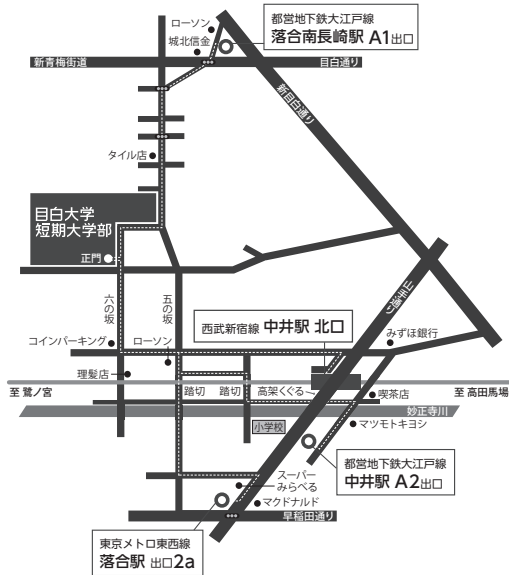 ローソン
都営地下鉄大江戸線
落合南長崎駅 A1出口
城北信金
新青梅街道
目白通り
新目白通り
タイル店
目白大学
短期大学部
正門
山手通り
六の坂
五の坂
西武新宿線 中井駅 北口
みずほ銀行
コインパーキング
ローソン
理髪店
至 鷺ノ宮
踏切
踏切
高架くぐる
喫茶店
至 高田馬場
妙正寺川
小学校
マツモトキヨシ
都営地下鉄大江戸線
中井駅 A2出口
スーパー
みらべる
マクドナルド
早稲田通り
東京メトロ東西線
落合駅 出口2a